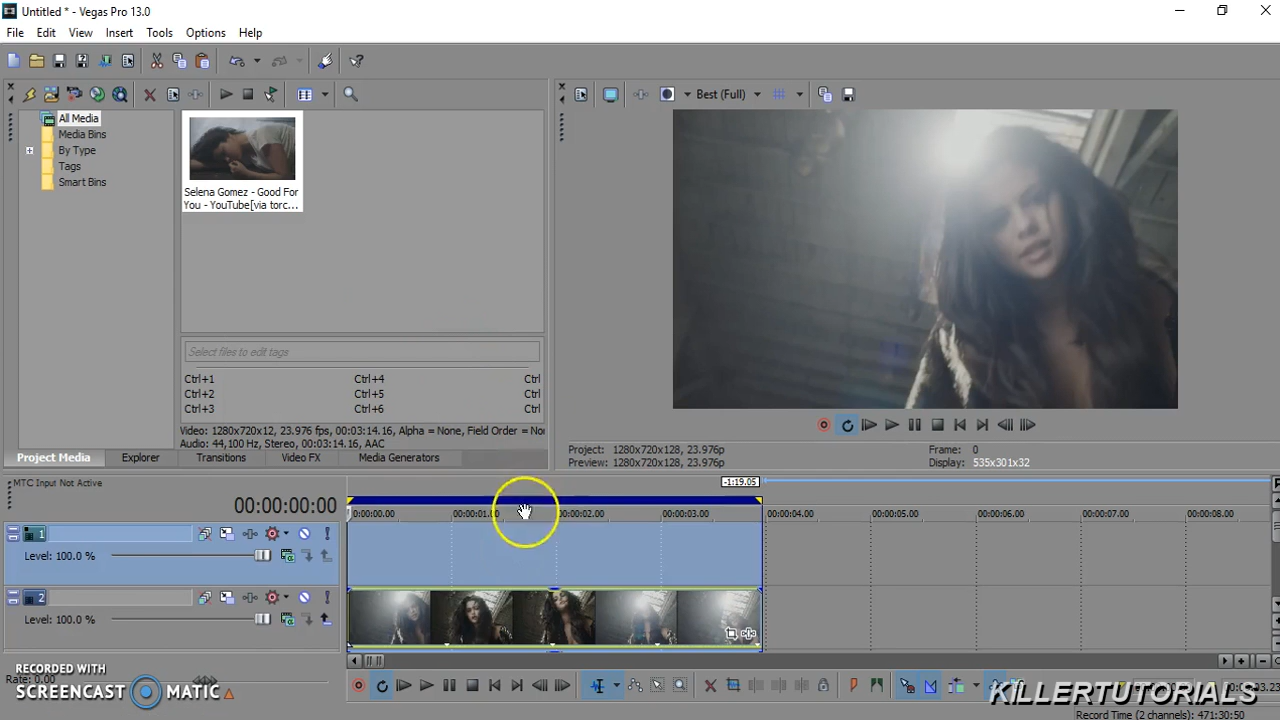 Untitled * - Vegas Pro 13.0
File Edit View Insert Tools Options Help
Best (Full)
All Media
Media Bins
By Type
Tags
Smart Bins
Selena Gomez - Good For
You - YouTube[via torc...
Select files to edit tags
Ctrl+1 Ctrl+4 Ctrl
Ctrl+2 Ctrl+5 Ctrl
Ctrl+3 Ctrl+6 Ctrl
Video: 1280x720x12, 23.976 fps, 00:03:14.16, Alpha = None, Field Order = Nor
Audio: 44,100 Hz, Stereo, 00:03:14.16, AAC
Project Media Explorer Transitions Video FX Media Generators
Project: 1280x720x128, 23.976p Frame: 0
Preview: 1280x720x128, 23.976p Display: 535x301x32
MTC Input Not Active
-1:19.05
00:00:00:00
00:00:00.00 00:00:01.00 00:00:02.00 00:00:03.00 00:00:04.00 00:00:05.00 00:00:06.00 00:00:07.00 00:00:08.00
1
Level: 100.0 %
2
Level: 100.0 %
RECORDED WITH
Rate: 0.00
SCREENCAST MATIC
KILLERTUTORIALS
Record Time (2 channels): 471:30:50